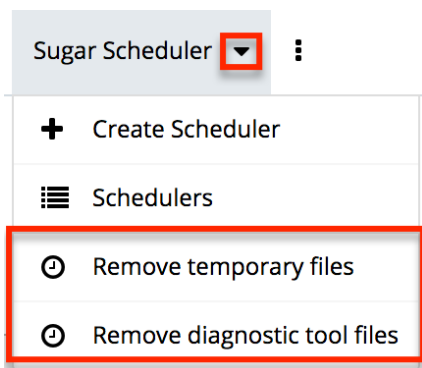 Sugar Scheduler
Create Scheduler
Schedulers
Remove temporary files
Remove diagnostic tool files